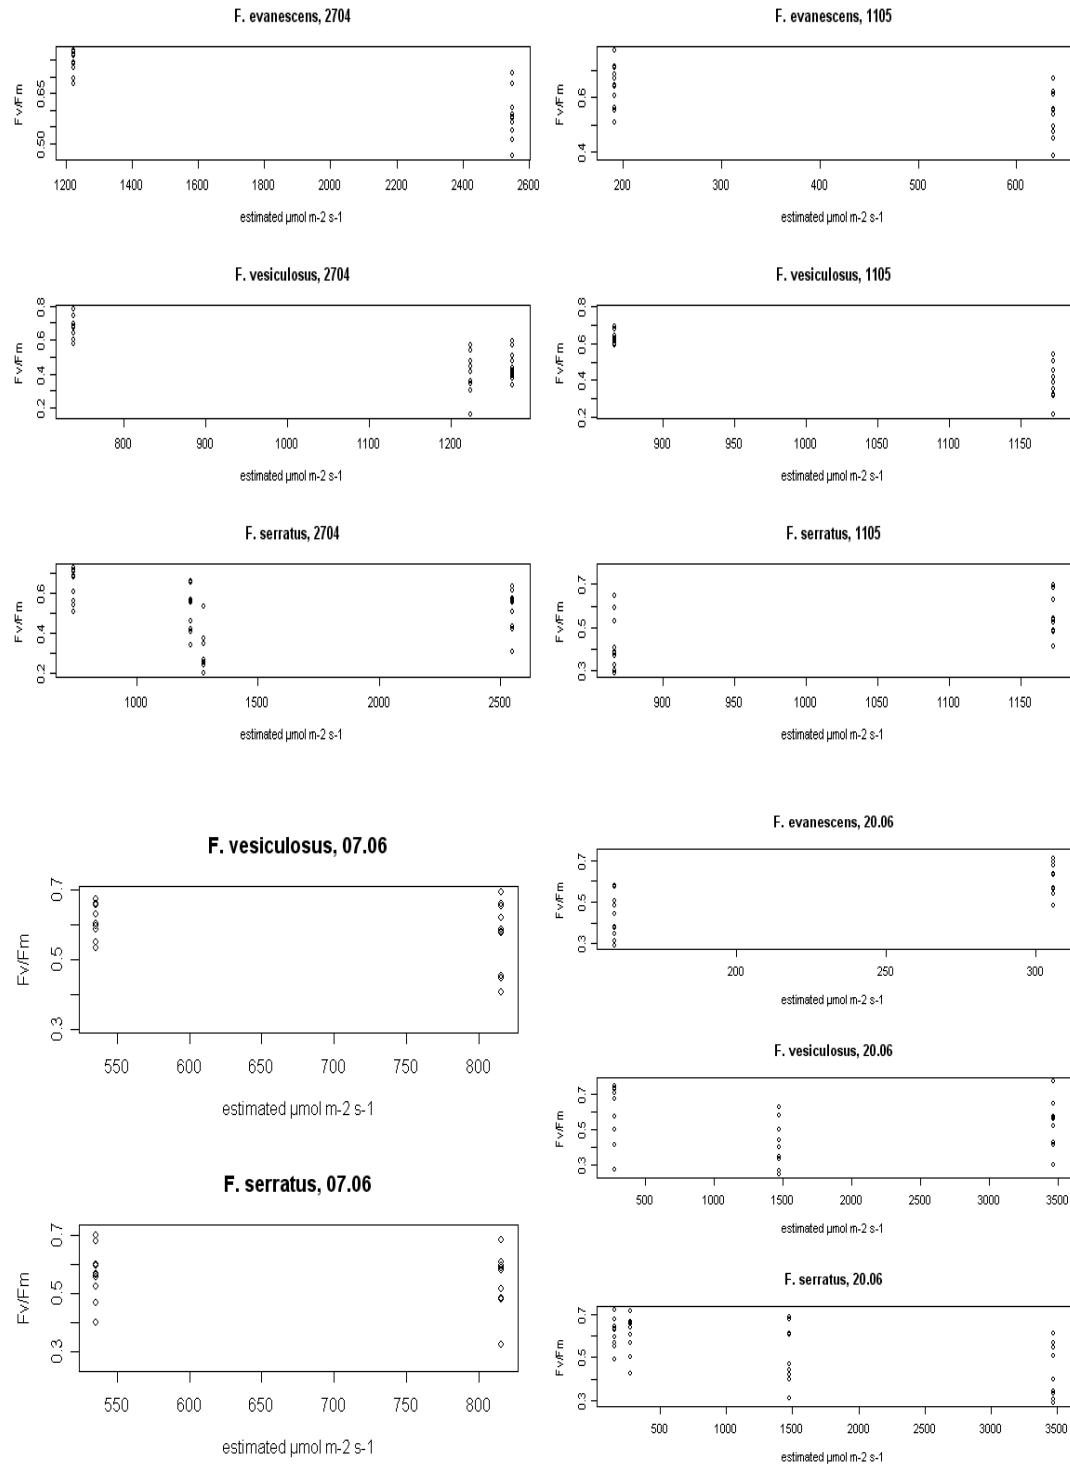 F. evanescens, 2704
Fv/Fm
0.50 0.65
1200 1400 1600 1800 2000 2200 2400 2600
estimated µmol m-2 s-1
F. evanescens, 1105
Fv/Fm
0.4 0.6
200 300 400 500 600
estimated µmol m-2 s-1
F. vesiculosus, 2704
Fv/Fm
0.2 0.4 0.6 0.8
800 900 1000 1100 1200
estimated µmol m-2 s-1
F. vesiculosus, 1105
Fv/Fm
0.2 0.4 0.6 0.8
900 950 1000 1050 1100 1150
estimated µmol m-2 s-1
F. serratus, 2704
Fv/Fm
0.2 0.4 0.6
1000 1500 2000 2500
estimated µmol m-2 s-1
F. serratus, 1105
Fv/Fm
0.3 0.5 0.7
900 950 1000 1050 1100 1150
estimated µmol m-2 s-1
F. vesiculosus, 07.06
Fv/Fm
0.3 0.5 0.7
550 600 650 700 750 800
estimated µmol m-2 s-1
F. serratus, 07.06
Fv/Fm
0.3 0.5 0.7
550 600 650 700 750 800
estimated µmol m-2 s-1
F. evanescens, 20.06
Fv/Fm
0.3 0.5 0.7
200 250 300
estimated µmol m-2 s-1
F. vesiculosus, 20.06
Fv/Fm
0.3 0.5 0.7
500 1000 1500 2000 2500 3000 3500
estimated µmol m-2 s-1
F. serratus, 20.06
Fv/Fm
0.3 0.5 0.7
500 1000 1500 2000 2500 3000 3500
estimated µmol m-2 s-1